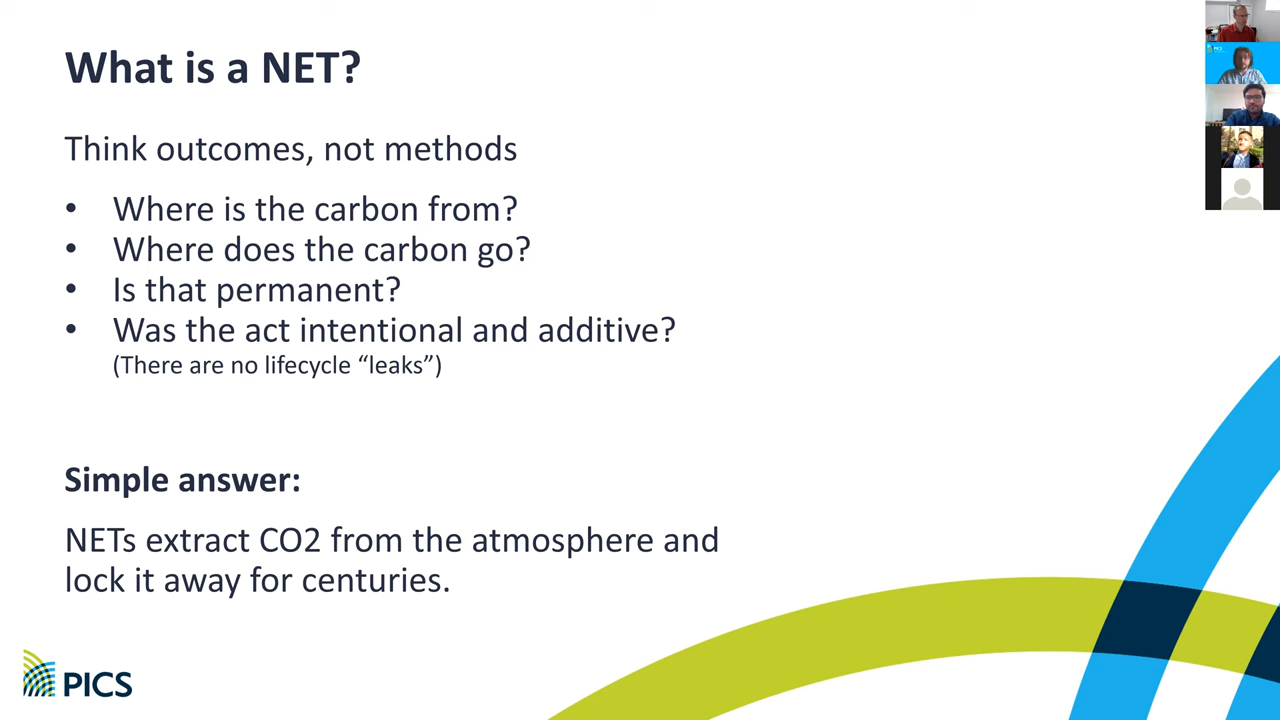 What is a NET?
Think outcomes, not methods
• Where is the carbon from?
• Where does the carbon go?
• Is that permanent?
• Was the act intentional and additive?
(There are no lifecycle “leaks”)
Simple answer:
NETs extract CO2 from the atmosphere and
lock it away for centuries.
PICS
PICS